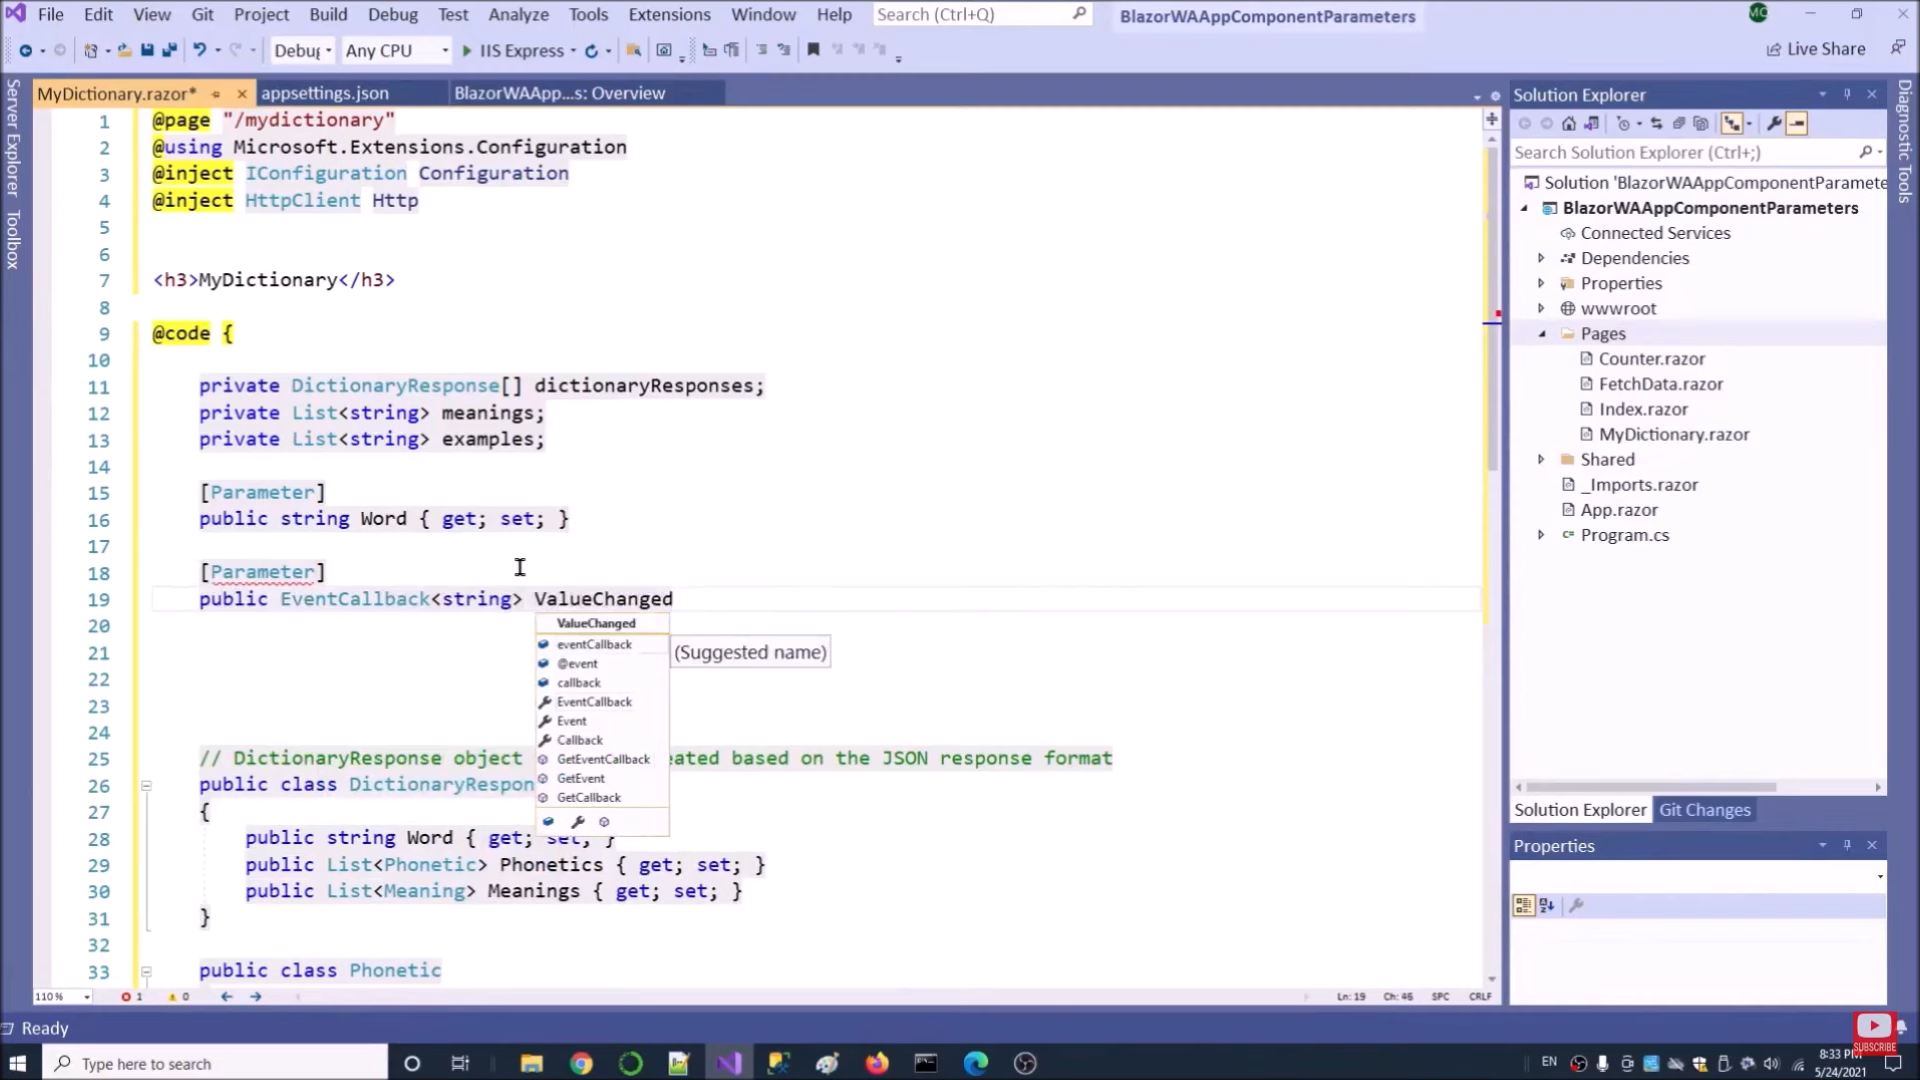 File Edit View Git Project Build Debug Test Analyze Tools Extensions Window Help Search (Ctrl+Q) BlazorWAAppComponentParameters MC
Debug Any CPU IIS Express Live Share
MyDictionary.razor* appsettings.json BlazorWAApp...s: Overview
Server Explorer
Toolbox
1 @page "/mydictionary"
2 @using Microsoft.Extensions.Configuration
3 @inject IConfiguration Configuration
4 @inject HttpClient Http
5
6
7 <h3>MyDictionary</h3>
8
9 @code {
10
11 private DictionaryResponse[] dictionaryResponses;
12 private List<string> meanings;
13 private List<string> examples;
14
15 [Parameter]
16 public string Word { get; set; }
17
18 [Parameter]
19 public EventCallback<string> ValueChanged
20
21
22
23
24
25 // DictionaryResponse object eated based on the JSON response format
26 public class DictionaryRespon
27 {
28 public string Word { get; set; }
29 public List<Phonetic> Phonetics { get; set; }
30 public List<Meaning> Meanings { get; set; }
31 }
32
33 public class Phonetic
ValueChanged
eventCallback
@event
callback
EventCallback
Event
Callback
GetEventCallback
GetEvent
GetCallback
(Suggested name)
110 % 1 0 Ln: 19 Ch: 46 SPC CRLF
Solution Explorer
Search Solution Explorer (Ctrl+;)
Solution 'BlazorWAAppComponentParamete
BlazorWAAppComponentParameters
Connected Services
Dependencies
Properties
wwwroot
Pages
Counter.razor
FetchData.razor
Index.razor
MyDictionary.razor
Shared
_Imports.razor
App.razor
C# Program.cs
Solution Explorer Git Changes
Properties
Diagnostic Tools
Ready
SUBSCRIBE
Type here to search
EN
8:33 PM
5/24/2021